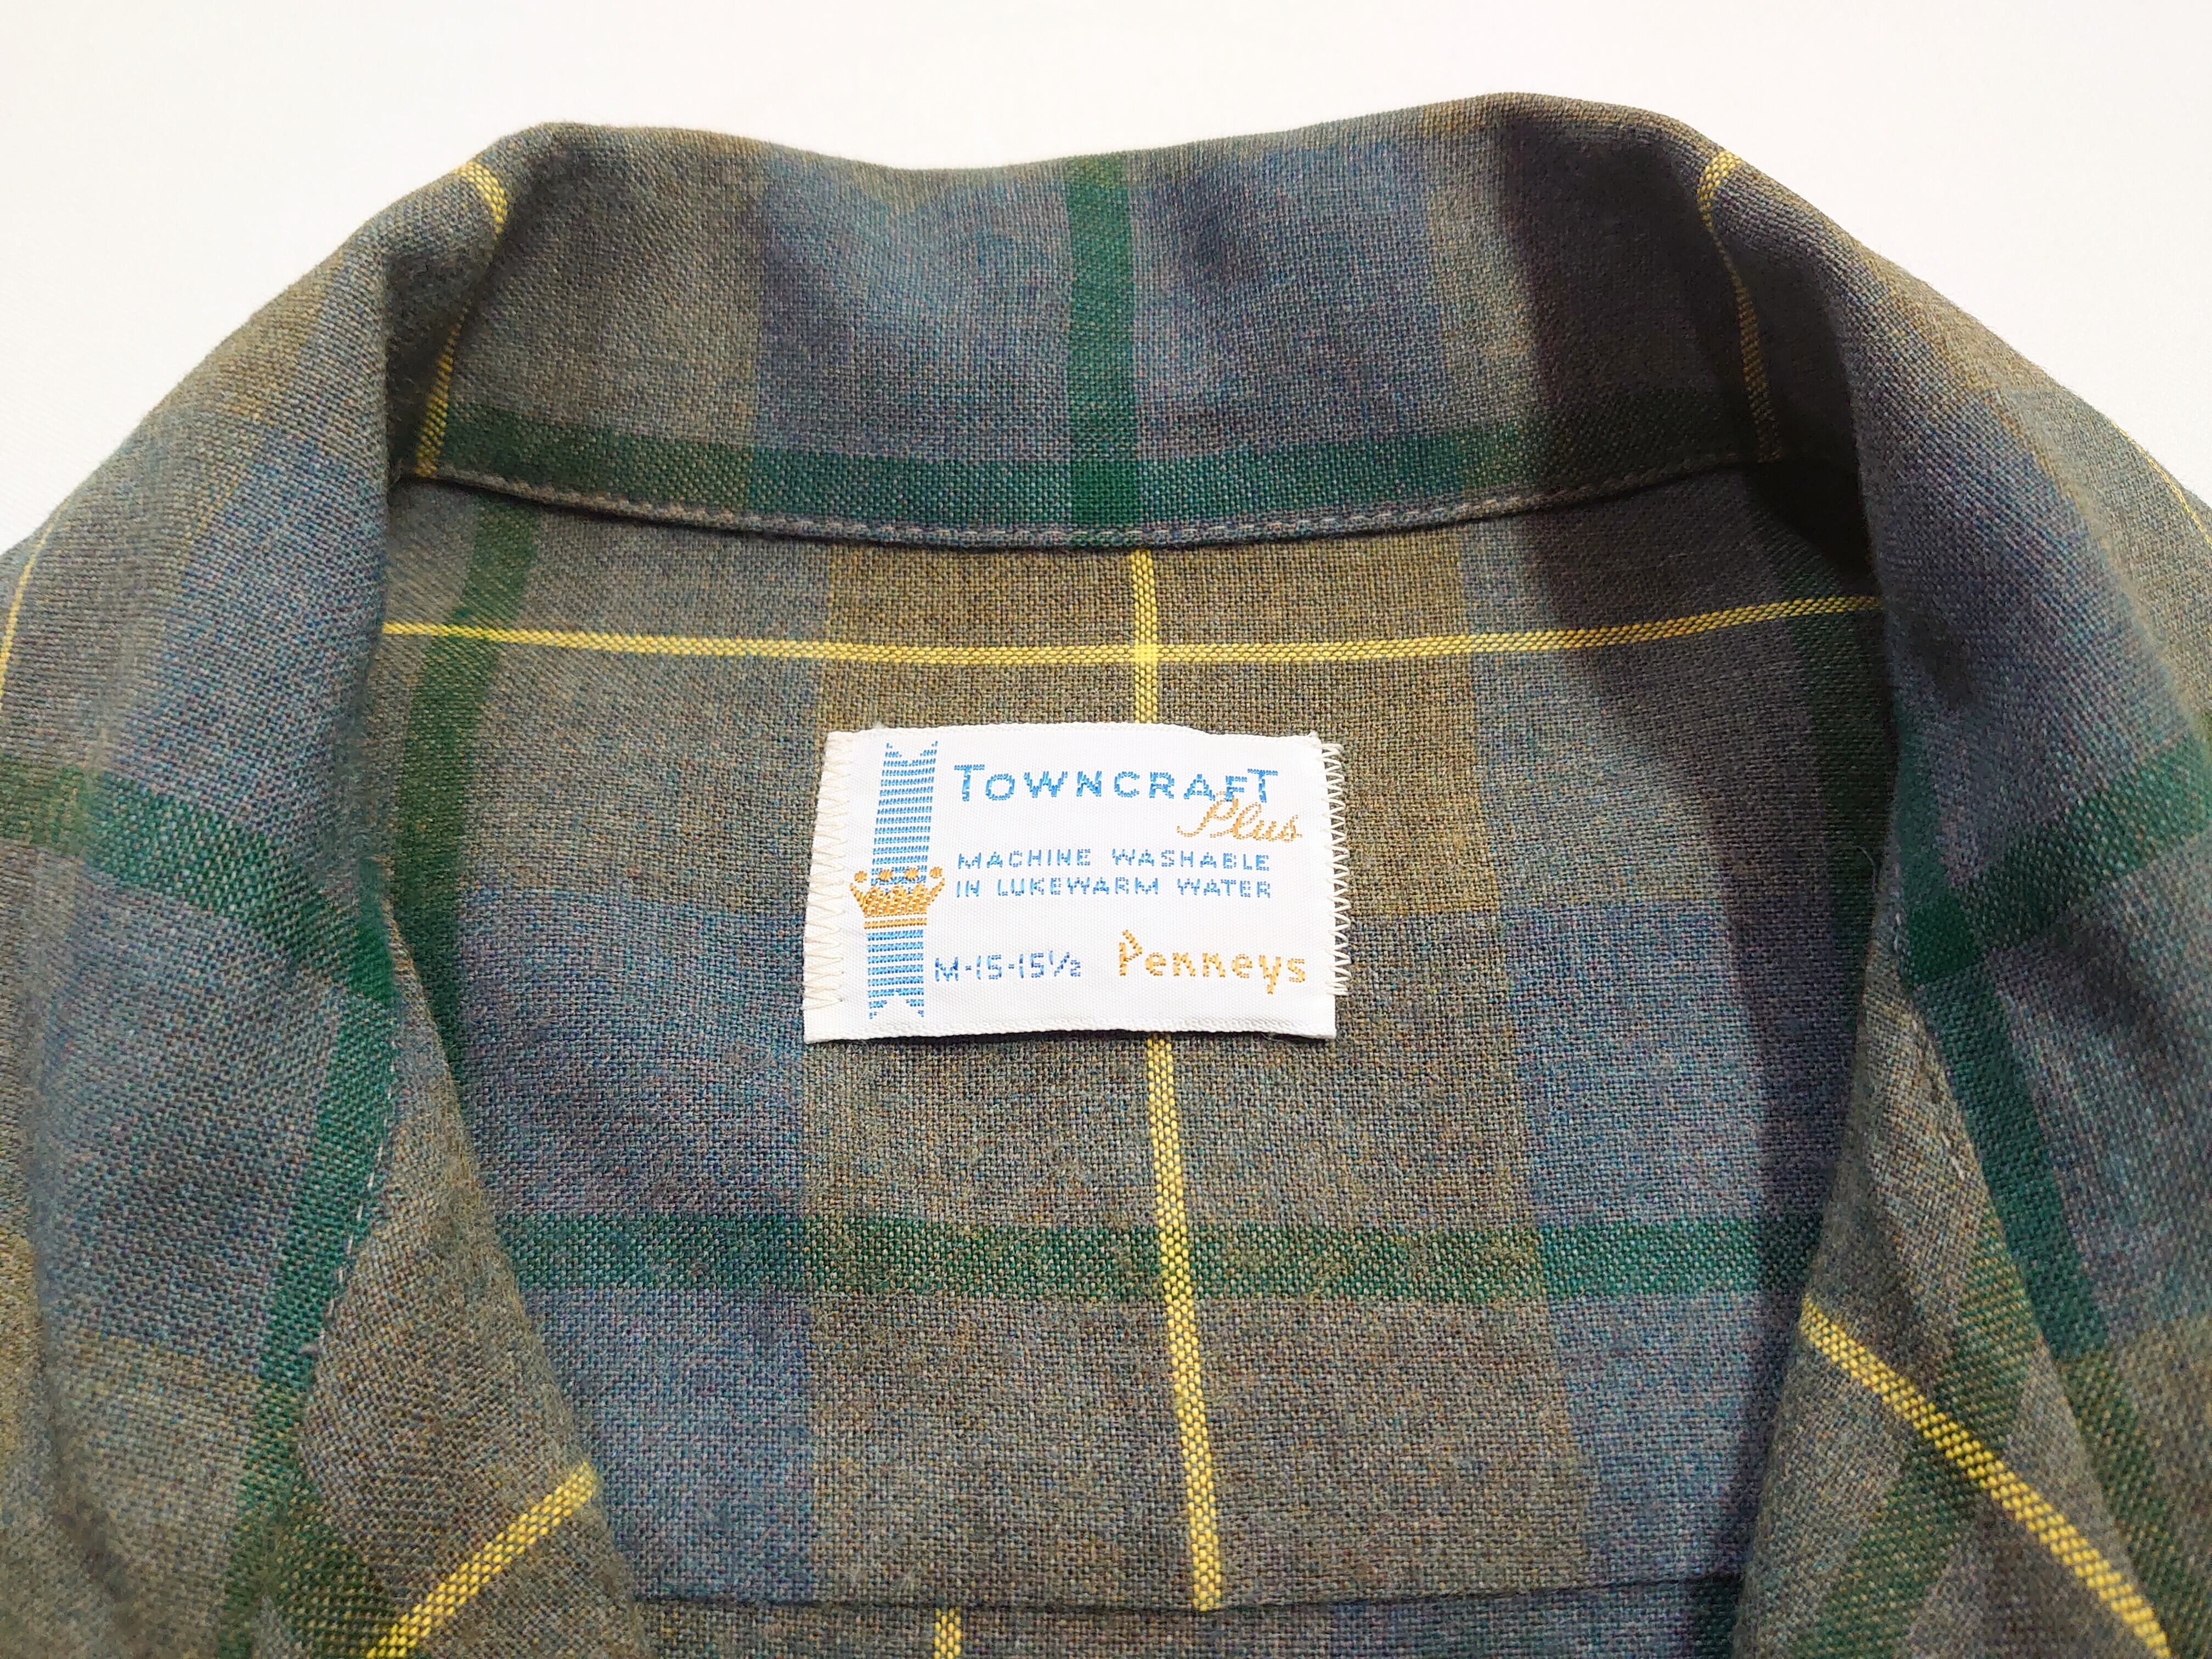 TOWNCRAFT
Plus
MACHINE WASHABLE
IN LUKEWARM WATER
M-15-15½ Penneys